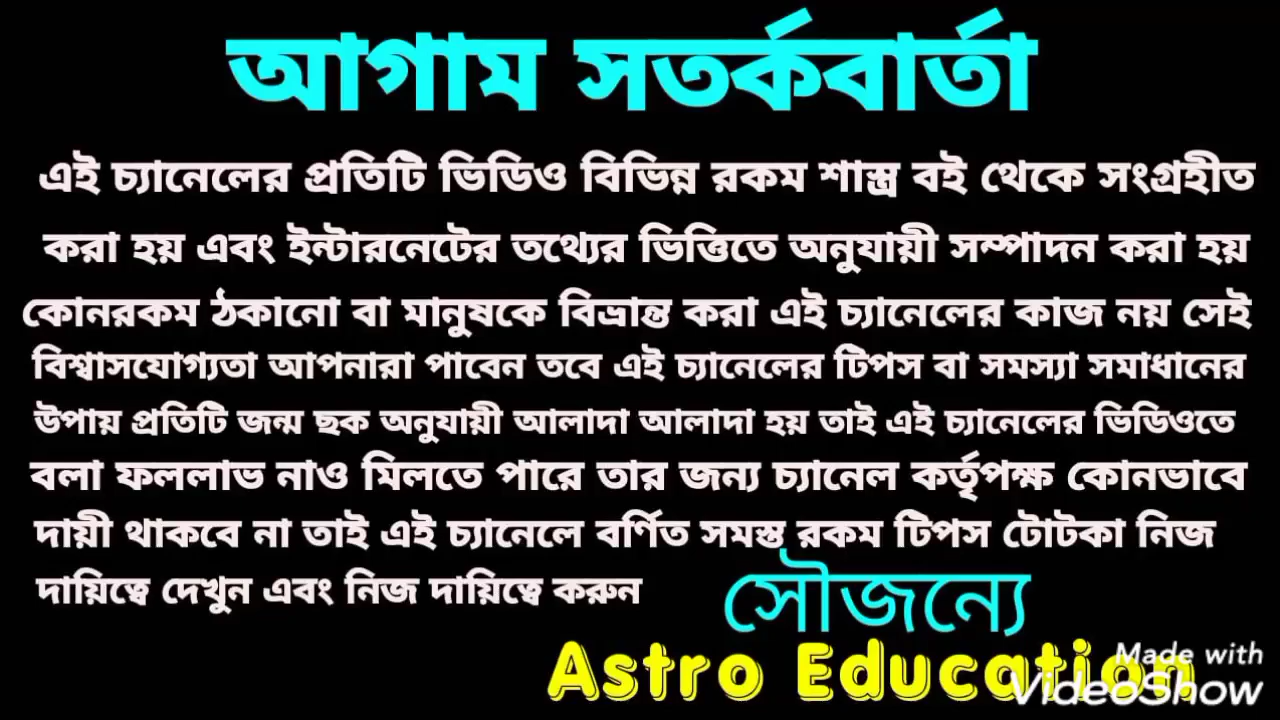 আগাম সতর্কবার্তা
এই চ্যানেলের প্রতিটি ভিডিও বিভিন্ন রকম শাস্ত্র বই থেকে সংগ্রহীত
করা হয় এবং ইন্টারনেটের তথ্যের ভিত্তিতে অনুযায়ী সম্পাদন করা হয়
কোনরকম ঠকানো বা মানুষকে বিভ্রান্ত করা এই চ্যানেলের কাজ নয় সেই
বিশ্বাসযোগ্যতা আপনারা পাবেন তবে এই চ্যানেলের টিপস বা সমস্যা সমাধানের
উপায় প্রতিটি জন্ম ছক অনুযায়ী আলাদা আলাদা হয় তাই এই চ্যানেলের ভিডিওতে
বলা ফললাভ নাও মিলতে পারে তার জন্য চ্যানেল কর্তৃপক্ষ কোনভাবে
দায়ী থাকবে না তাই এই চ্যানেলে বর্ণিত সমস্ত রকম টিপস টোটকা নিজ
দায়িত্বে দেখুন এবং নিজ দায়িত্বে করুন
সৌজন্যে
Astro Education
Made with
VideoShow